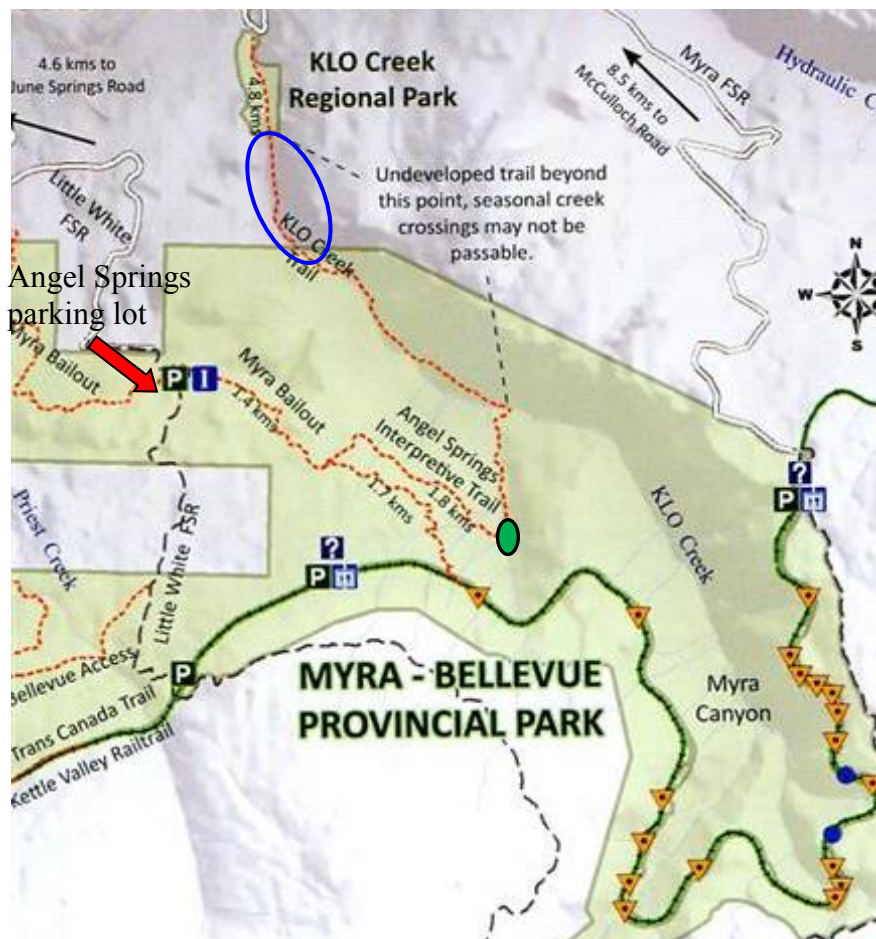 4.6 kms to
June Springs Road
KLO Creek
Regional Park
4.8 kms
Myra FSR
8.5 kms to
McCulloch Road
Hydraulic C
Undeveloped trail beyond
this point, seasonal creek
crossings may not be
passable.
Little White
FSR
KLO Creek
Trail
N
W
E
S
Angel Springs
parking lot
Myra Bailout
P I
Myra Bailout
1.4 kms
Angel Springs
Interpretive Trail
1.8 kms
1.7 kms
KLO Creek
?
P
Priest Creek
Little White FSR
?
P
P
Bellevue Access
Trans Canada Trail
Kettle Valley Railtrail
MYRA - BELLEVUE
PROVINCIAL PARK
Myra
Canyon